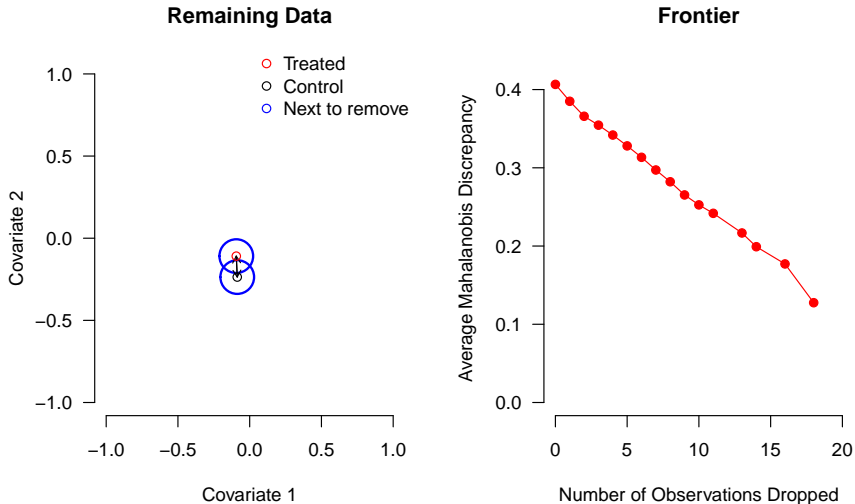 Remaining Data
Treated
Control
Next to remove
1.0
0.5
0.0
−0.5
−1.0
Covariate 2
−1.0 −0.5 0.0 0.5 1.0
Covariate 1
Frontier
0.4
0.3
0.2
0.1
0.0
Average Mahalanobis Discrepancy
0 5 10 15 20
Number of Observations Dropped